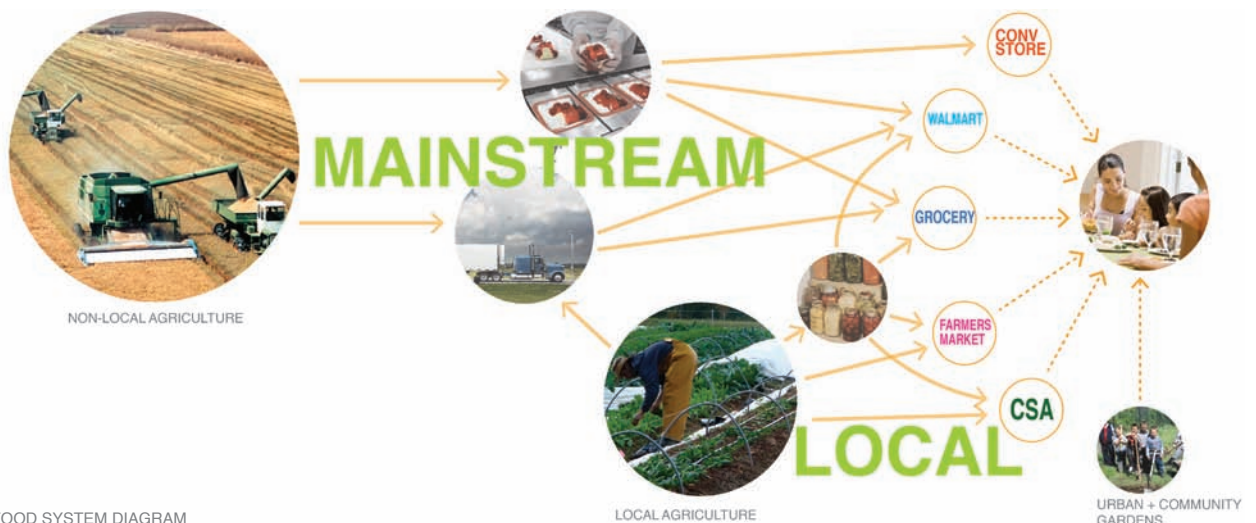 CONV
STORE
WALMART
MAINSTREAM
GROCERY
NON-LOCAL AGRICULTURE
FARMERS
MARKET
CSA
LOCAL
LOCAL AGRICULTURE
URBAN + COMMUNITY
GARDENS
OOD SYSTEM DIAGRAM